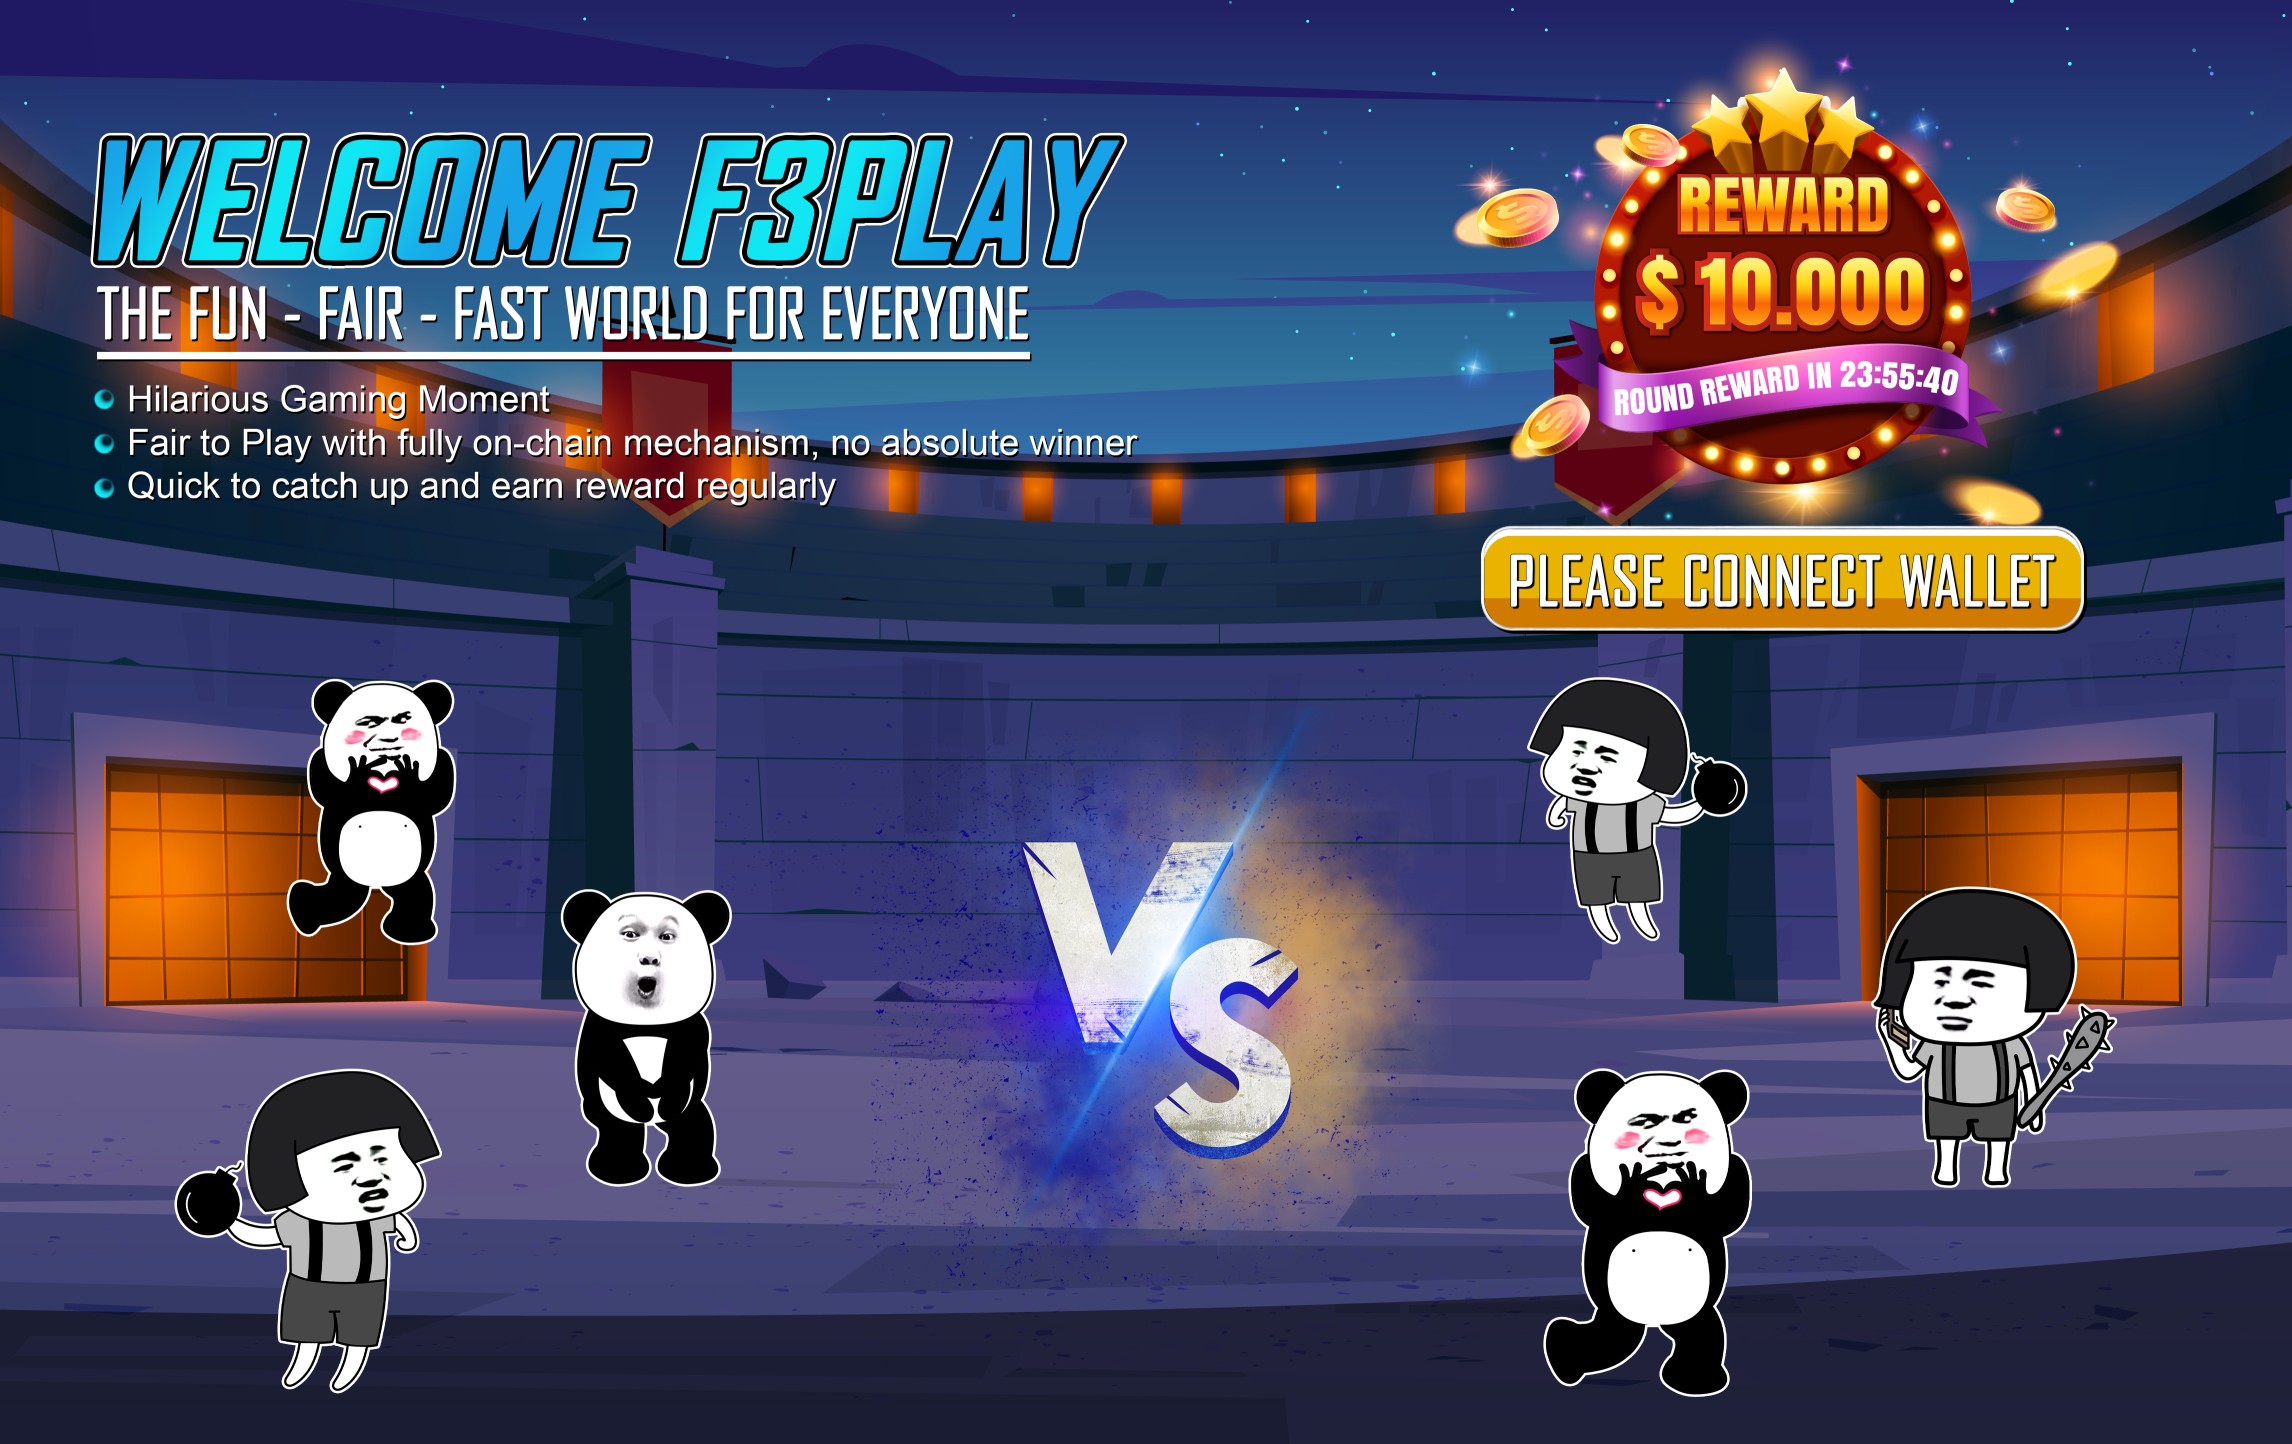 WELCOME F3PLAY
THE FUN - FAIR - FAST WORLD FOR EVERYONE
Hilarious Gaming Moment
Fair to Play with fully on-chain mechanism, no absolute winner
Quick to catch up and earn reward regularly
REWARD
$ 10.000
ROUND REWARD IN 23:55:40
PLEASE CONNECT WALLET
VS